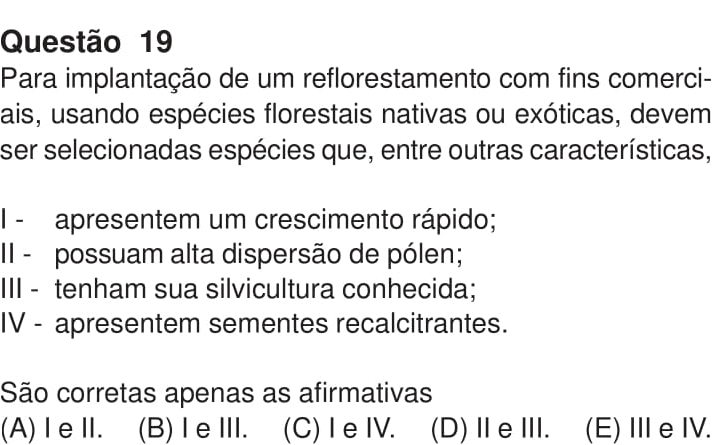 Questão 19
Para implantação de um reflorestamento com fins comerci-
ais, usando espécies florestais nativas ou exóticas, devem
ser selecionadas espécies que, entre outras características,
I - apresentem um crescimento rápido;
II - possuam alta dispersão de pólen;
III - tenham sua silvicultura conhecida;
IV - apresentem sementes recalcitrantes.
São corretas apenas as afirmativas
(A) I e II. (B) I e III. (C) I e IV. (D) II e III. (E) III e IV.